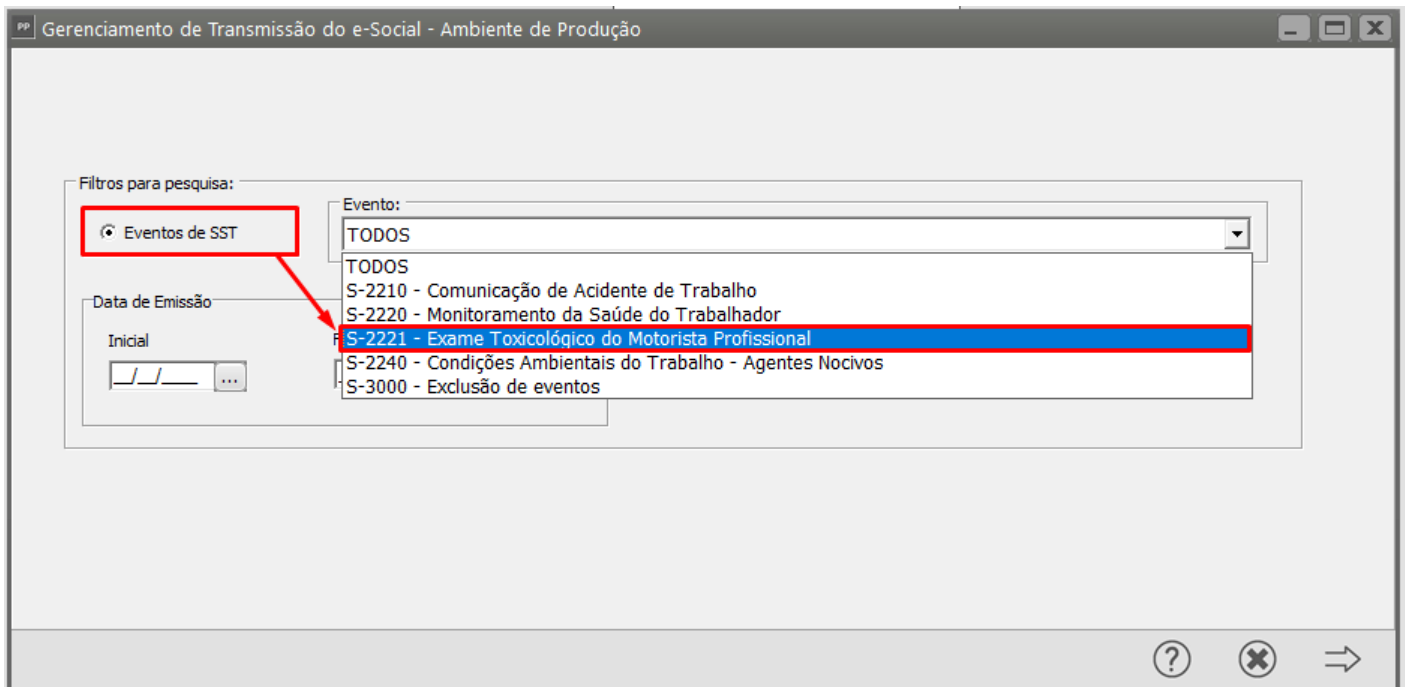 PP Gerenciamento de Transmissão do e-Social - Ambiente de Produção
Filtros para pesquisa:
Eventos de SST
Evento:
TODOS
TODOS
S-2210 - Comunicação de Acidente de Trabalho
S-2220 - Monitoramento da Saúde do Trabalhador
S-2221 - Exame Toxicológico do Motorista Profissional
S-2240 - Condições Ambientais do Trabalho - Agentes Nocivos
S-3000 - Exclusão de eventos
Data de Emissão
Inicial
__/__/____ ...
?